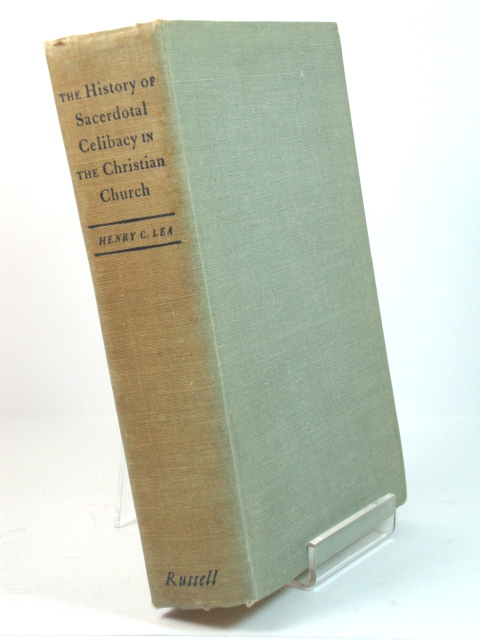 THE History OF
Sacerdotal
Celibacy IN
THE Christian
Church
HENRY C. LEA
Russell